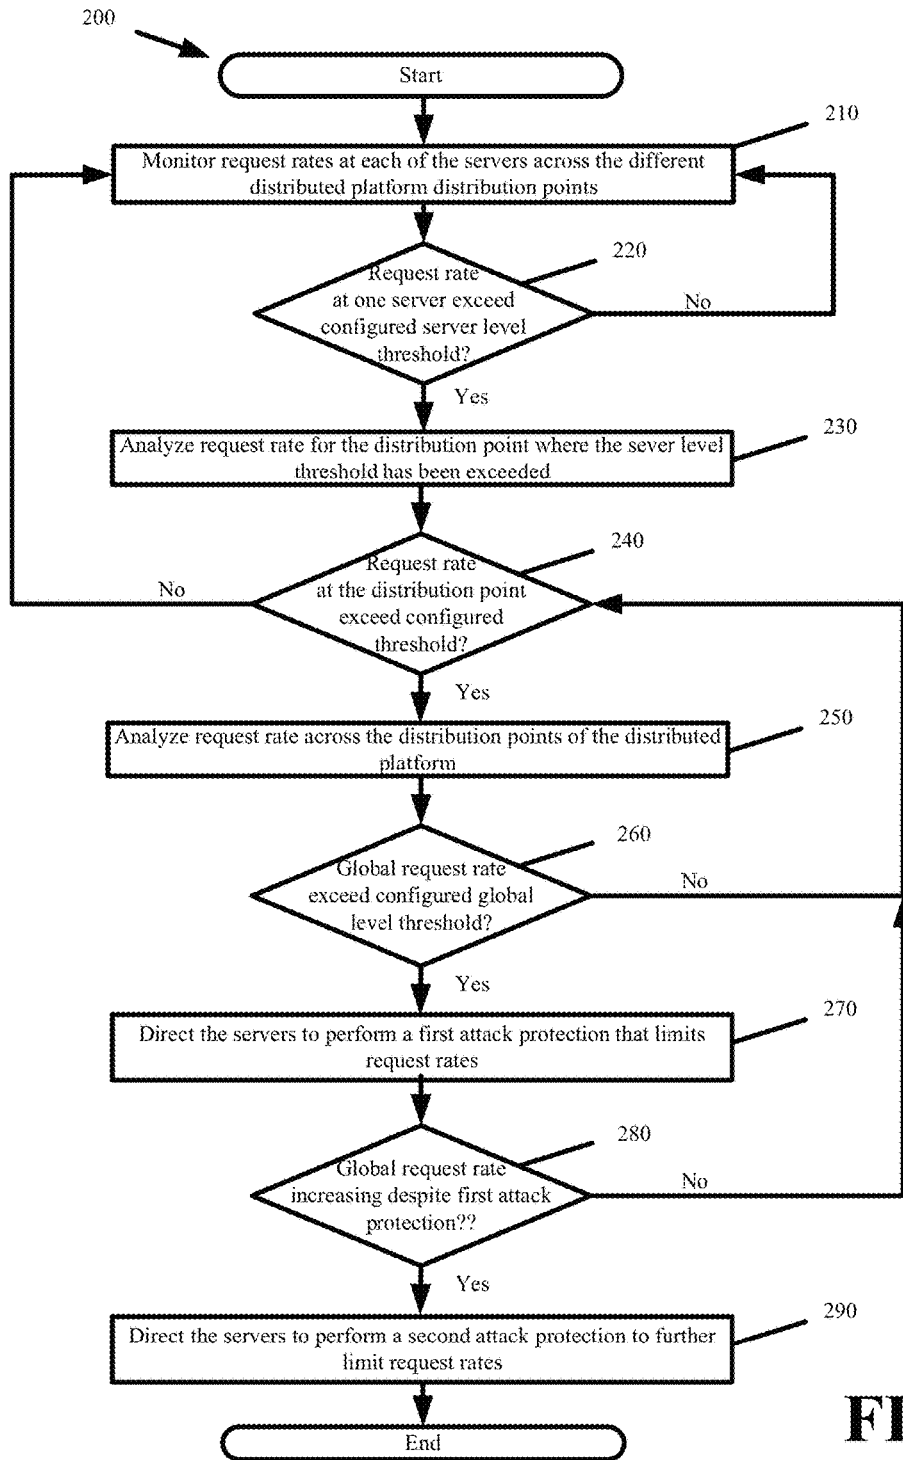 200
Start
210
Monitor request rates at each of the servers across the different
distributed platform distribution points
220
Request rate
at one server exceed
configured server level
threshold?
No
Yes
230
Analyze request rate for the distribution point where the sever level
threshold has been exceeded
240
Request rate
at the distribution point
exceed configured
threshold?
No
Yes
250
Analyze request rate across the distribution points of the distributed
platform
260
Global request rate
exceed configured global
level threshold?
No
Yes
270
Direct the servers to perform a first attack protection that limits
request rates
280
Global request rate
increasing despite first attack
protection??
No
Yes
290
Direct the servers to perform a second attack protection to further
limit request rates
End